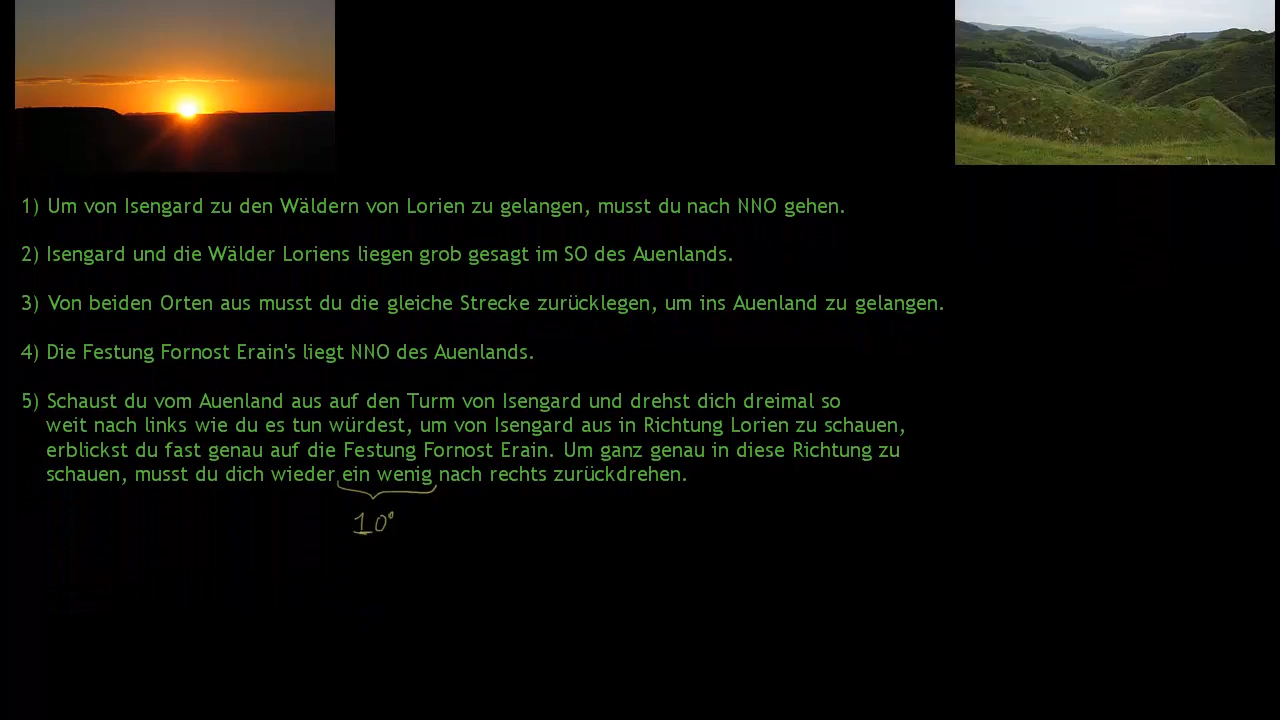 1) Um von Isengard zu den Wäldern von Lorien zu gelangen, musst du nach NNO gehen.
2) Isengard und die Wälder Loriens liegen grob gesagt im SO des Auenlands.
3) Von beiden Orten aus musst du die gleiche Strecke zurücklegen, um ins Auenland zu gelangen.
4) Die Festung Fornost Erain's liegt NNO des Auenlands.
5) Schaust du vom Auenland aus auf den Turm von Isengard und drehst dich dreimal so
weit nach links wie du es tun würdest, um von Isengard aus in Richtung Lorien zu schauen,
erblickst du fast genau auf die Festung Fornost Erain. Um ganz genau in diese Richtung zu
schauen, musst du dich wieder ein wenig nach rechts zurückdrehen.
10°